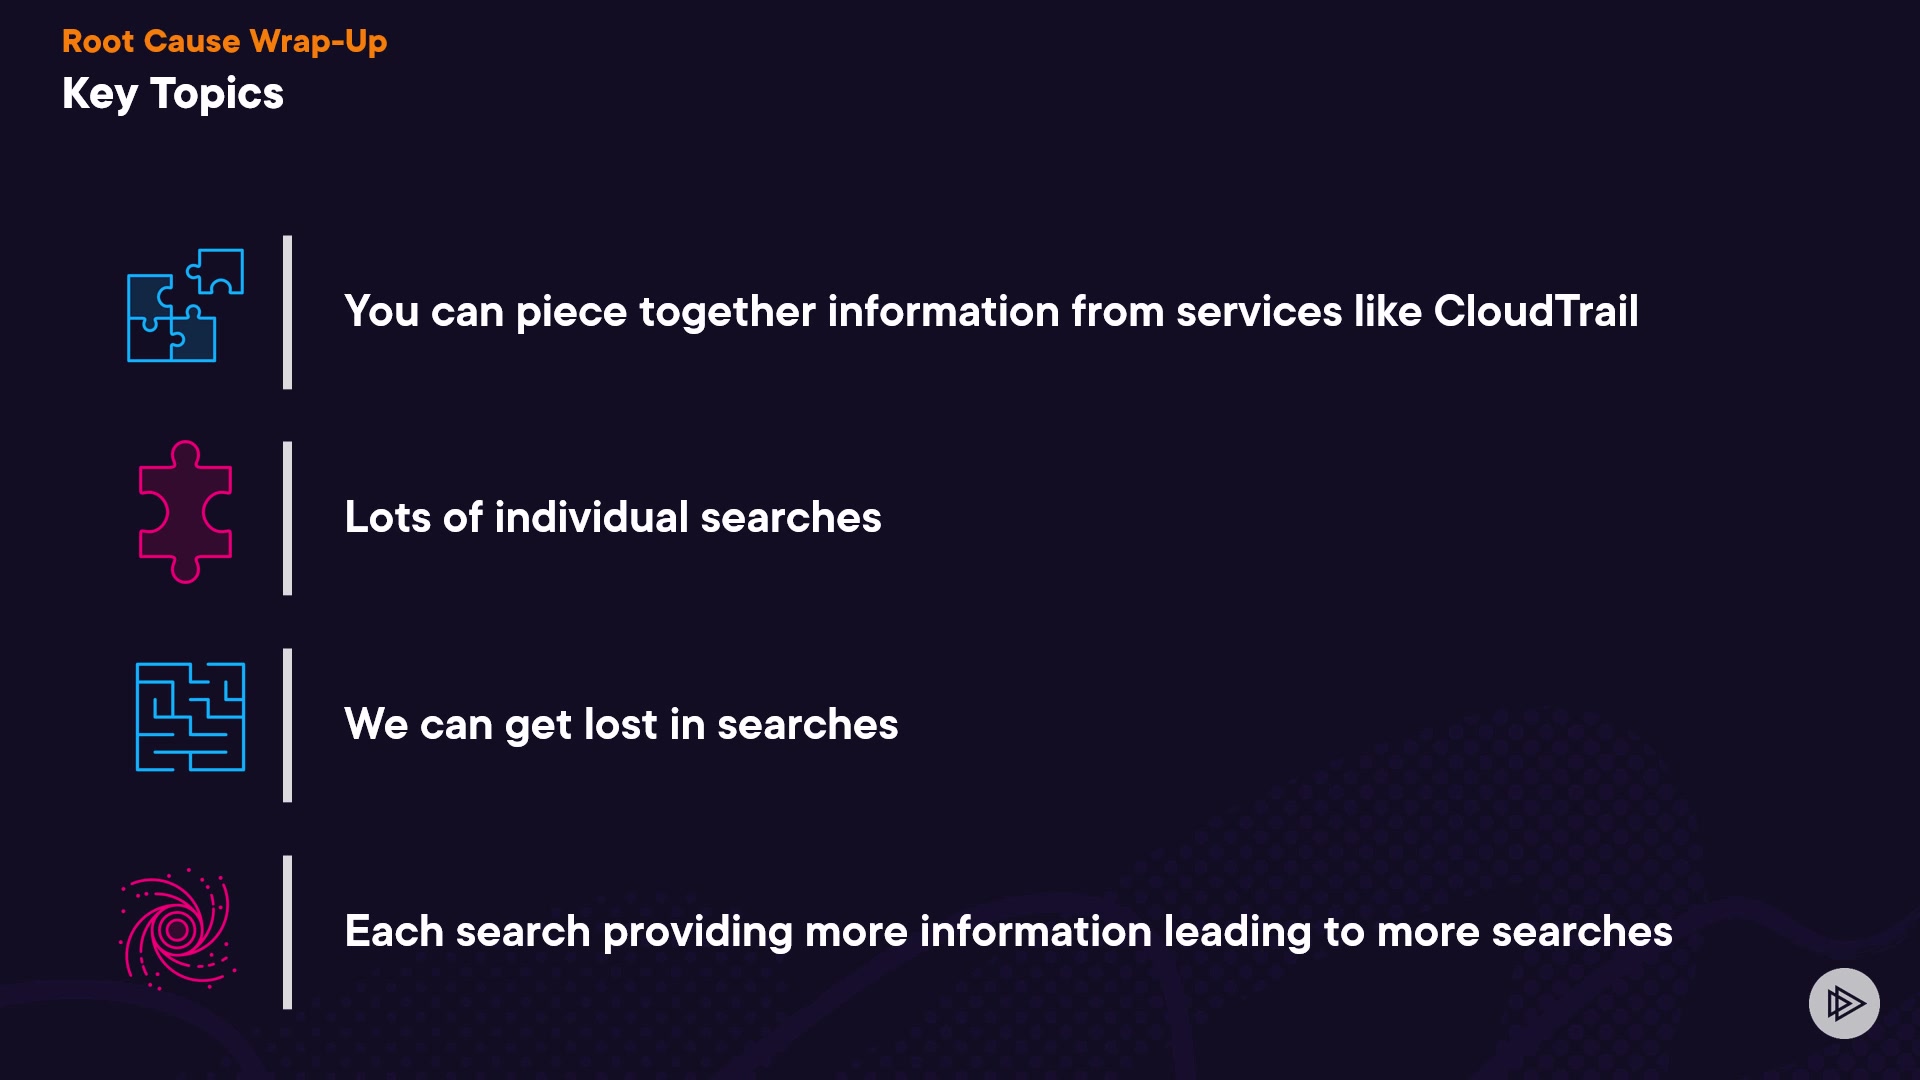 Root Cause Wrap-Up
Key Topics
You can piece together information from services like CloudTrail
Lots of individual searches
We can get lost in searches
Each search providing more information leading to more searches